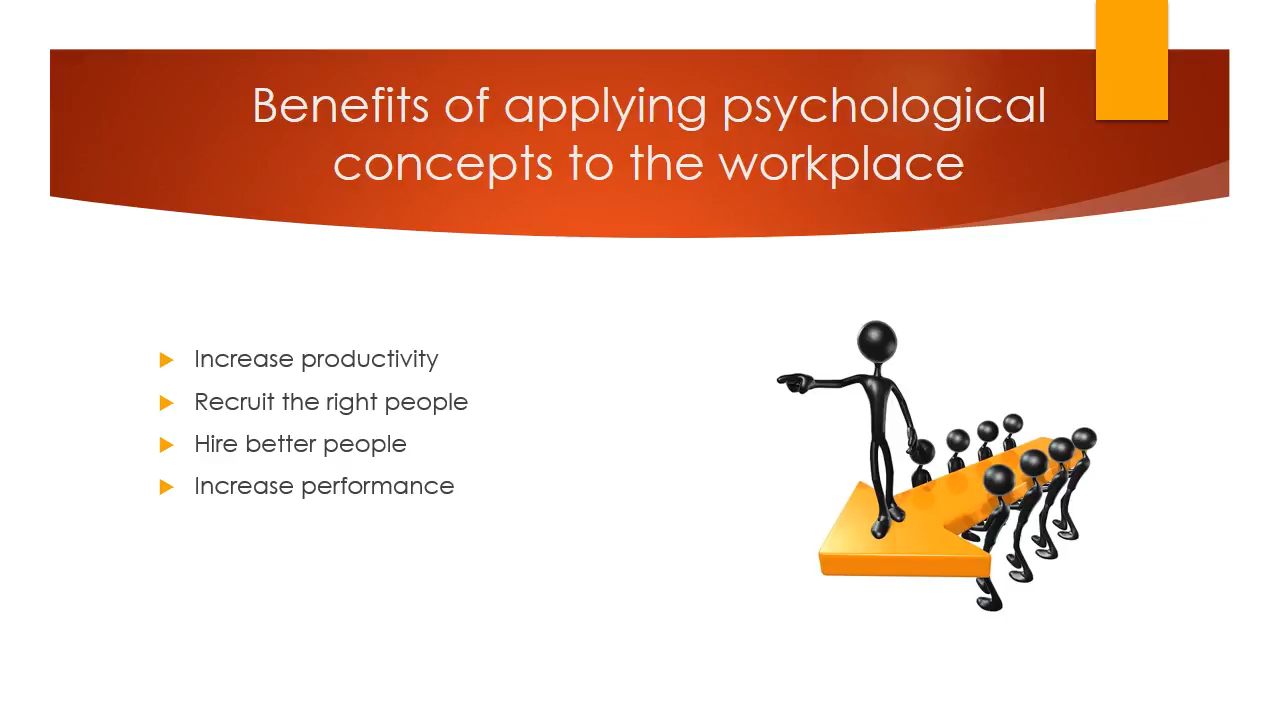 Benefits of applying psychological
concepts to the workplace
Increase productivity
Recruit the right people
Hire better people
Increase performance